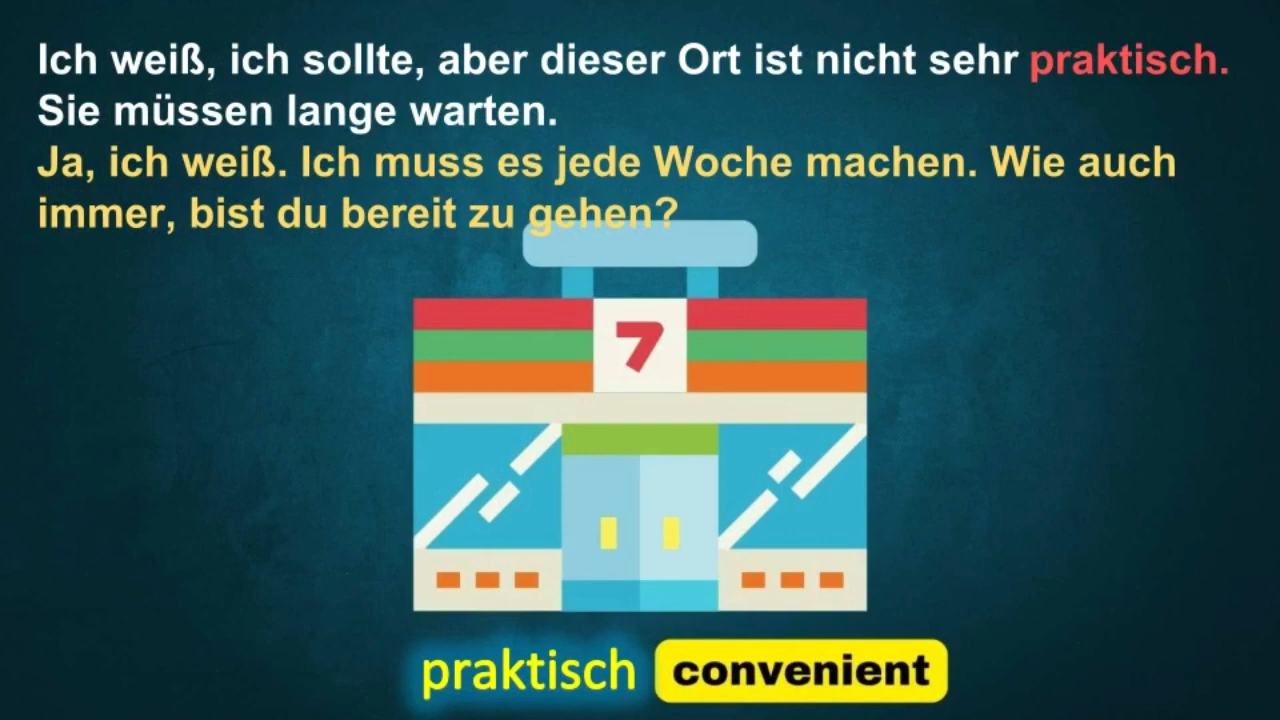 Ich weiß, ich sollte, aber dieser Ort ist nicht sehr praktisch.
Sie müssen lange warten.
Ja, ich weiß. Ich muss es jede Woche machen. Wie auch
immer, bist du bereit zu gehen?
7
praktisch convenient